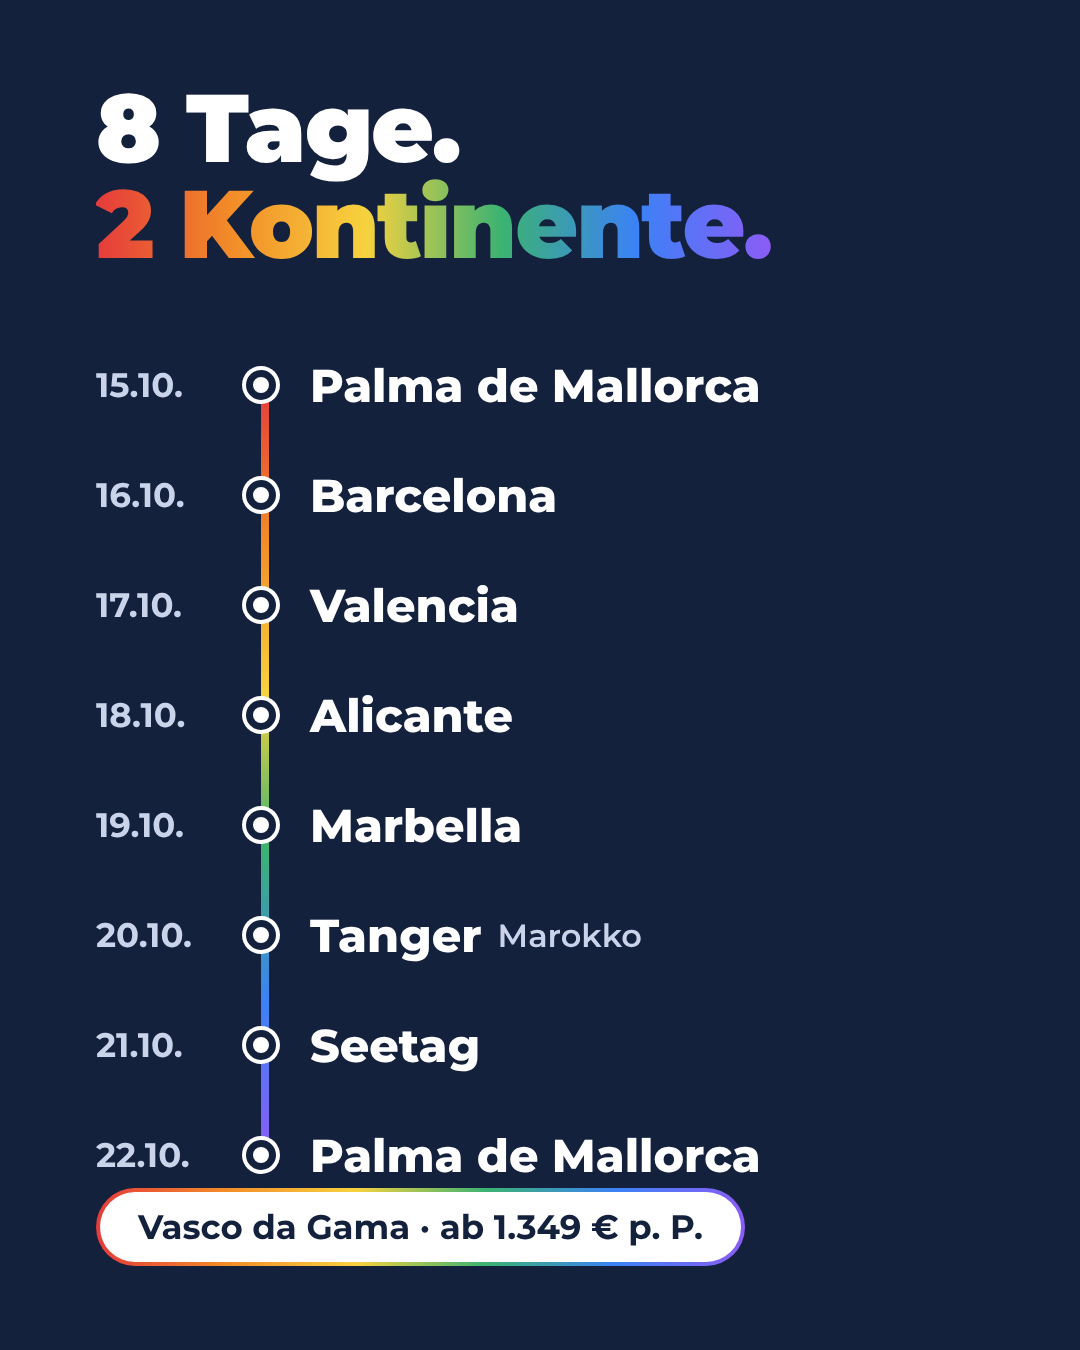 8 Tage.
2 Kontinente.
15.10. Palma de Mallorca
16.10. Barcelona
17.10. Valencia
18.10. Alicante
19.10. Marbella
20.10. Tanger Marokko
21.10. Seetag
22.10. Palma de Mallorca
Vasco da Gama · ab 1.349 € p. P.